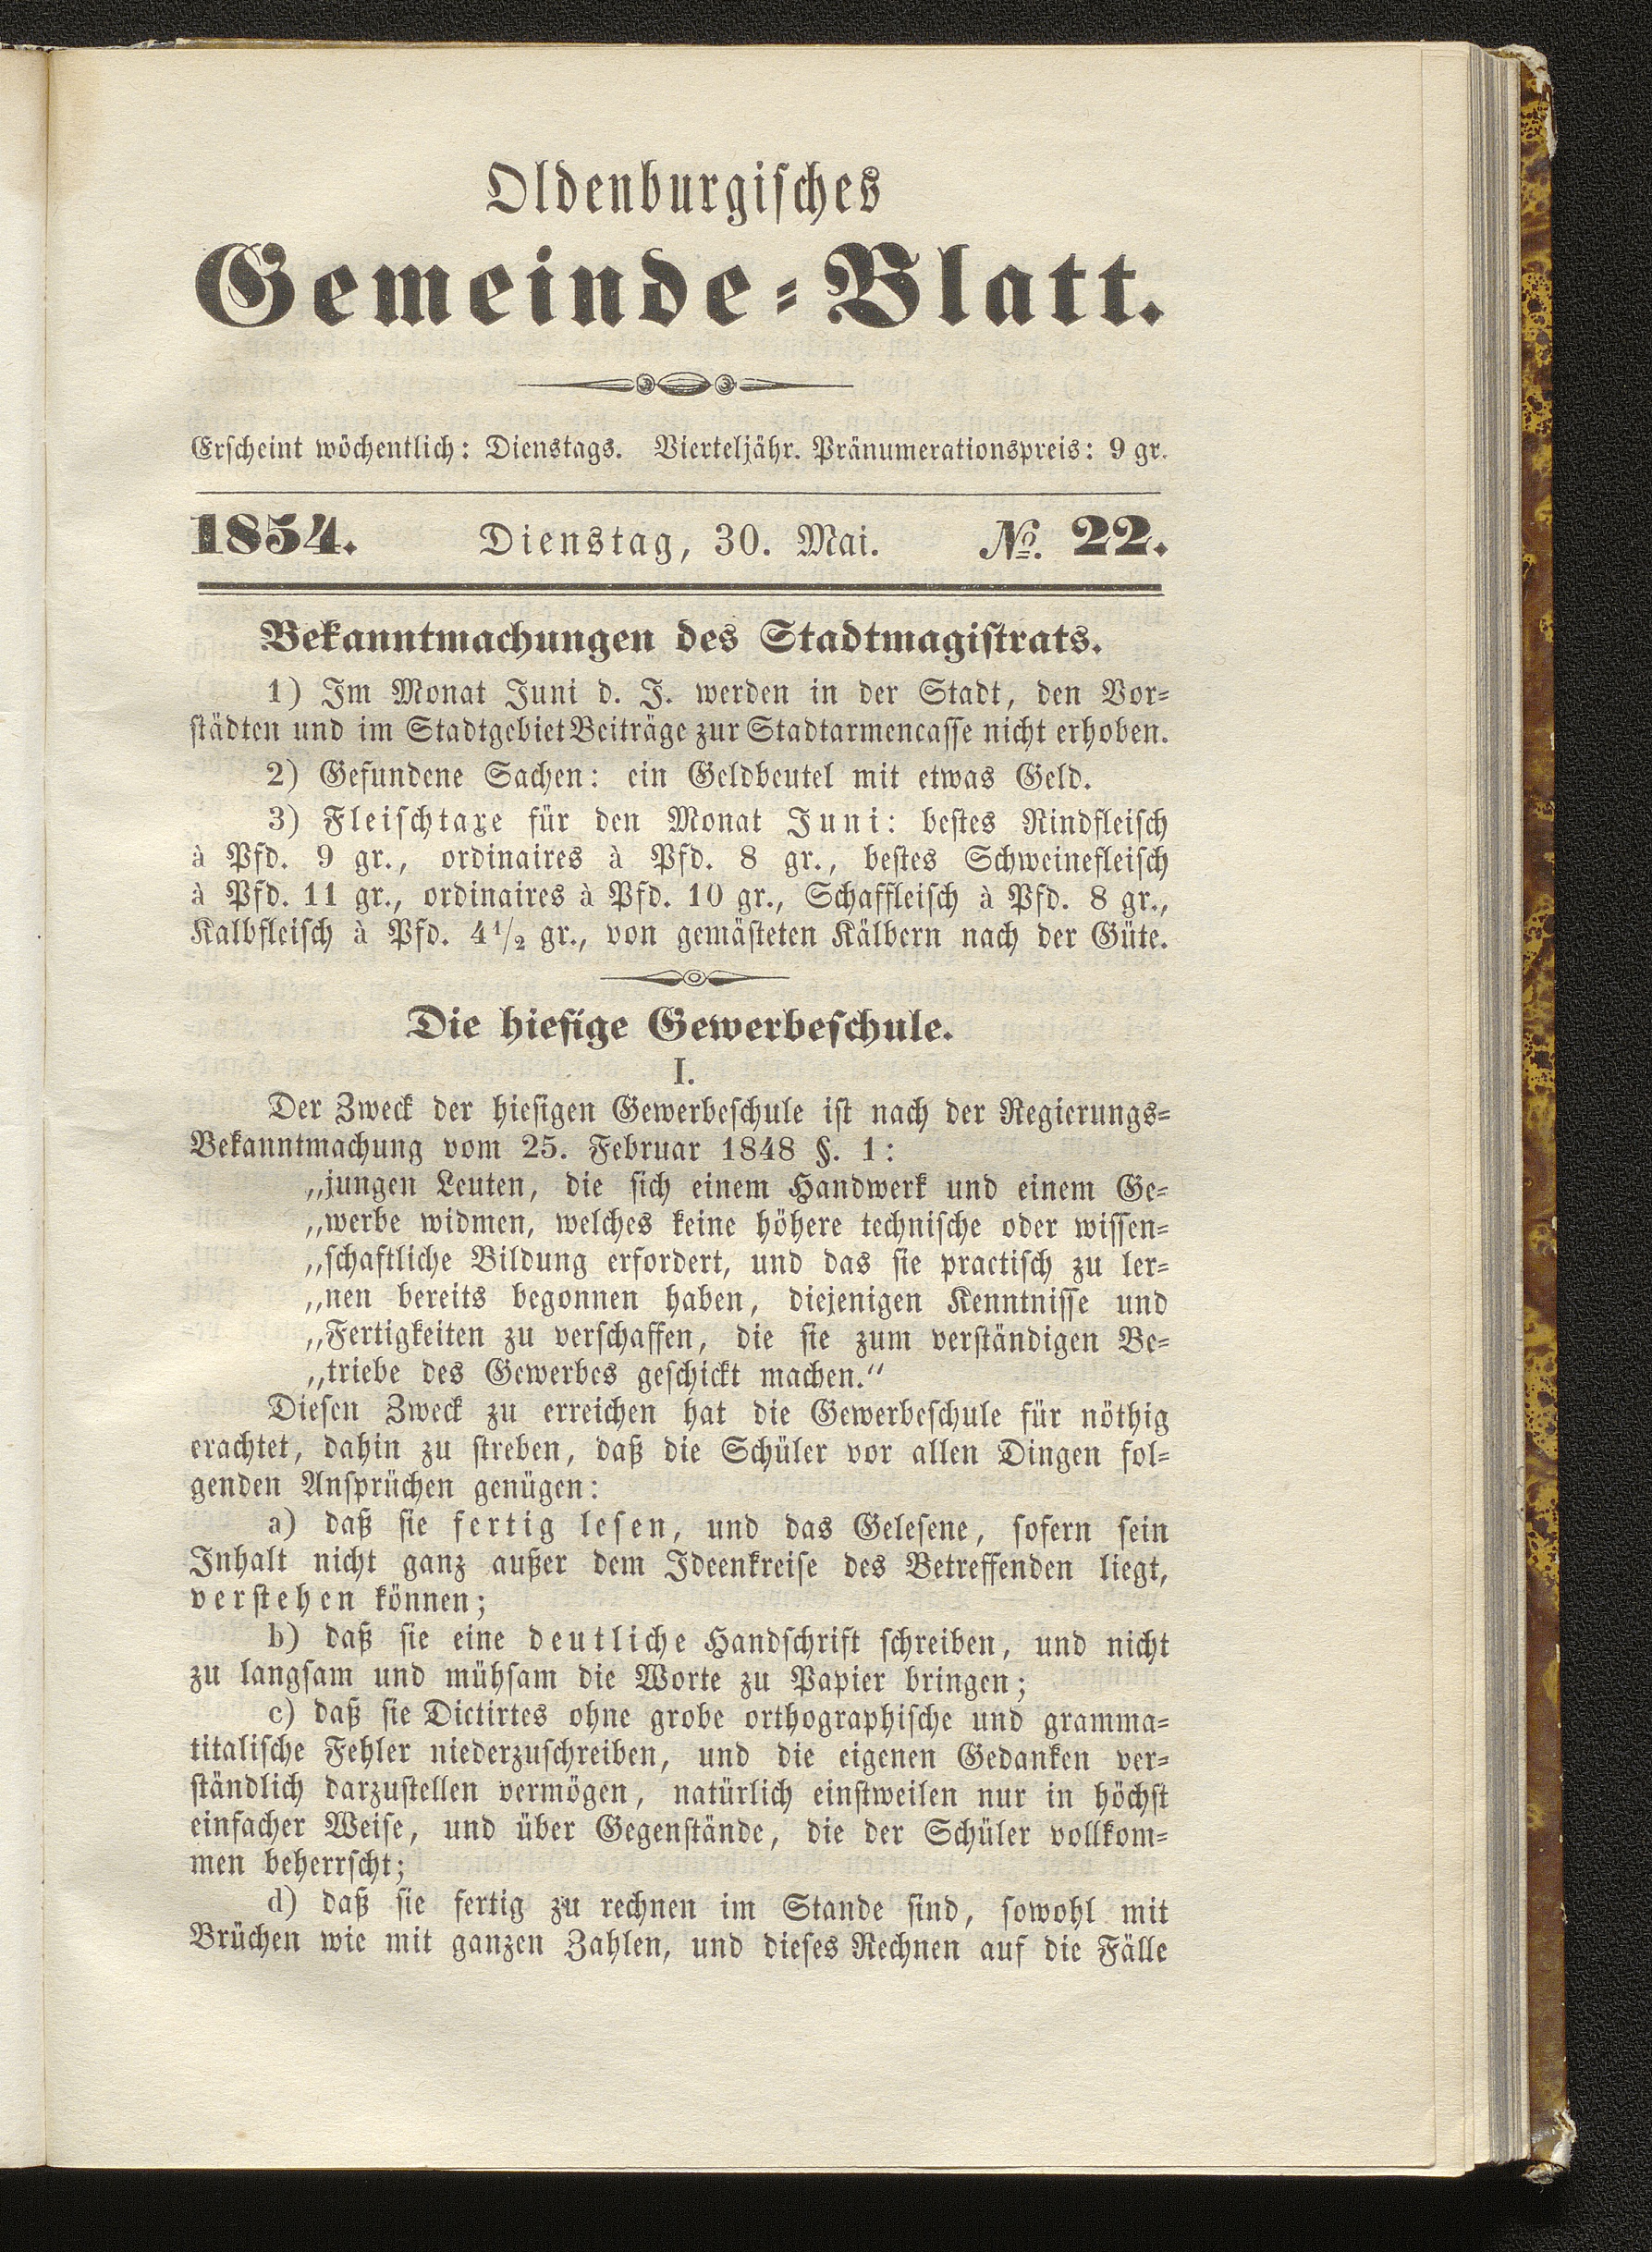 Oldenburgisches
Gemeinde-Blatt.
Erscheint wöchentlich: Dienstags. Vierteljähr. Pränumerationspreis: 9 gr.
1854. Dienstag, 30. Mai. No. 22.
Bekanntmachungen des Stadtmagistrats.
1) Im Monat Juni d. J. werden in der Stadt, den Vor-
städten und im Stadtgebiet Beiträge zur Stadtarmencasse nicht erhoben.
2) Gefundene Sachen: ein Geldbeutel mit etwas Geld.
3) Fleischtaxe für den Monat Juni: bestes Rindfleisch
à Pfd. 9 gr., ordinaires à Pfd. 8 gr., bestes Schweinefleisch
à Pfd. 11 gr., ordinaires à Pfd. 10 gr., Schaffleisch à Pfd. 8 gr.,
Kalbfleisch à Pfd. 4 1/2 gr., von gemästeten Kälbern nach der Güte.
Die hiesige Gewerbeschule.
I.
Der Zweck der hiesigen Gewerbeschule ist nach der Regierungs-
Bekanntmachung vom 25. Februar 1848 §. 1:
„jungen Leuten, die sich einem Handwerk und einem Ge-
„werbe widmen, welches keine höhere technische oder wissen-
„schaftliche Bildung erfordert, und das sie practisch zu ler-
„nen bereits begonnen haben, diejenigen Kenntnisse und
„Fertigkeiten zu verschaffen, die sie zum verständigen Be-
„triebe des Gewerbes geschickt machen.“
Diesen Zweck zu erreichen hat die Gewerbeschule für nöthig
erachtet, dahin zu streben, daß die Schüler vor allen Dingen fol-
genden Ansprüchen genügen:
a) daß sie fertig lesen, und das Gelesene, sofern sein
Inhalt nicht ganz außer dem Ideenkreise des Betreffenden liegt,
verstehen können;
b) daß sie eine deutliche Handschrift schreiben, und nicht
zu langsam und mühsam die Worte zu Papier bringen;
c) daß sie Dictirtes ohne grobe orthographische und gramma-
titalische Fehler niederzuschreiben, und die eigenen Gedanken ver-
ständlich darzustellen vermögen, natürlich einstweilen nur in höchst
einfacher Weise, und über Gegenstände, die der Schüler vollkom-
men beherrscht;
d) daß sie fertig zu rechnen im Stande sind, sowohl mit
Brüchen wie mit ganzen Zahlen, und dieses Rechnen auf die Fälle